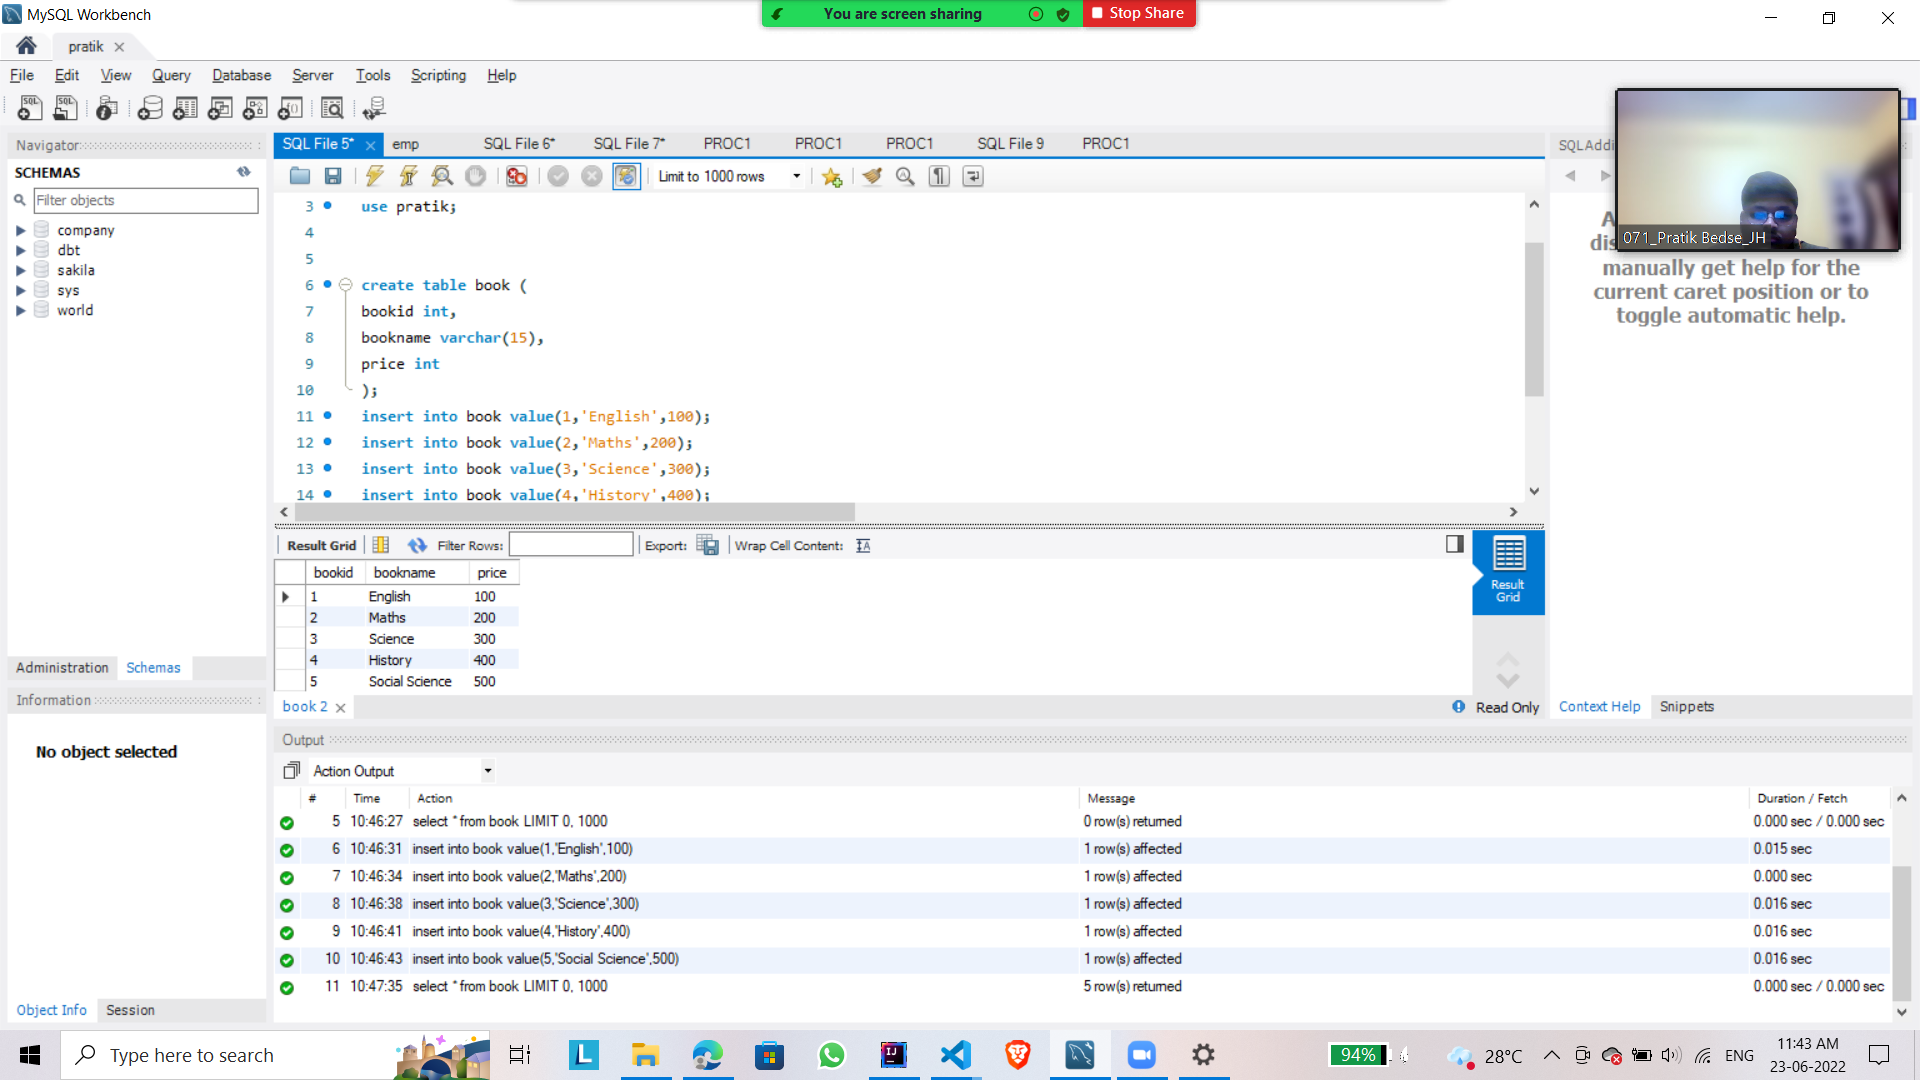 MySQL Workbench
You are screen sharing
Stop Share
pratik
File Edit View Query Database Server Tools Scripting Help
Navigator
SCHEMAS
Filter objects
company
dbt
sakila
sys
world
Administration Schemas
Information
No object selected
Object Info Session
SQL File 5* emp SQL File 6* SQL File 7* PROC1 PROC1 PROC1 SQL File 9 PROC1
Limit to 1000 rows
3 use pratik;
4
5
6 create table book (
7 bookid int,
8 bookname varchar(15),
9 price int
10 );
11 insert into book value(1,'English',100);
12 insert into book value(2,'Maths',200);
13 insert into book value(3,'Science',300);
14 insert into book value(4,'History',400);
Result Grid Filter Rows: Export: Wrap Cell Content:
bookid bookname price
1 English 100
2 Maths 200
3 Science 300
4 History 400
5 Social Science 500
Result
Grid
book 2
Read Only
SQLAddi
071_Pratik Bedse_JH
manually get help for the
current caret position or to
toggle automatic help.
Context Help Snippets
Output
Action Output
# Time Action Message Duration / Fetch
5 10:46:27 select * from book LIMIT 0, 1000 0 row(s) returned 0.000 sec / 0.000 sec
6 10:46:31 insert into book value(1,'English',100) 1 row(s) affected 0.015 sec
7 10:46:34 insert into book value(2,'Maths',200) 1 row(s) affected 0.000 sec
8 10:46:38 insert into book value(3,'Science',300) 1 row(s) affected 0.016 sec
9 10:46:41 insert into book value(4,'History',400) 1 row(s) affected 0.016 sec
10 10:46:43 insert into book value(5,'Social Science',500) 1 row(s) affected 0.016 sec
11 10:47:35 select * from book LIMIT 0, 1000 5 row(s) returned 0.000 sec / 0.000 sec
Type here to search
94%
28°C
ENG
11:43 AM
23-06-2022